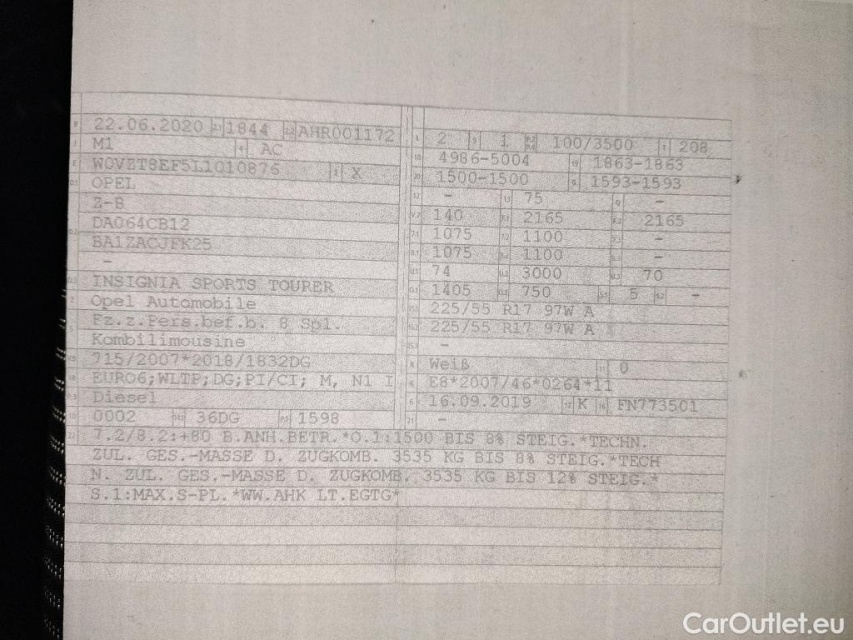 22.06.2020 1844 AHR001172
M1 AC
W0VZT8EF5L1010876 X
OPEL
Z-B
DA064CB12
BA1ZACJFK25
-
INSIGNIA SPORTS TOURER
Opel Automobile
Fz.z.Pers.bef.b. 8 Spl.
Kombilimousine
715/2007*2018/1832DG
EURO6;WLTP;DG;PI/CI; M, N1 I
Diesel
0002 36DG 1598
2 1 100/3500 208
4986-5004 1863-1863
1500-1500 1593-1593
- 75 -
140 2165 2165
1075 1100 -
1075 1100 -
74 3000 70
1405 750 5 -
225/55 R17 97W A
225/55 R17 97W A
-
Weiß 0
E8*2007/46*0264*11
16.09.2019 K FN773501
-
7.2/8.2:+80 B.ANH.BETR.*O.1:1500 BIS 8% STEIG.*TECHN.
ZUL. GES.-MASSE D. ZUGKOMB. 3535 KG BIS 8% STEIG.*TECH
N. ZUL. GES.-MASSE D. ZUGKOMB. 3535 KG BIS 12% STEIG.*
S.1:MAX.S-PL.*WW.AHK LT.EGTG*
CarOutlet.eu